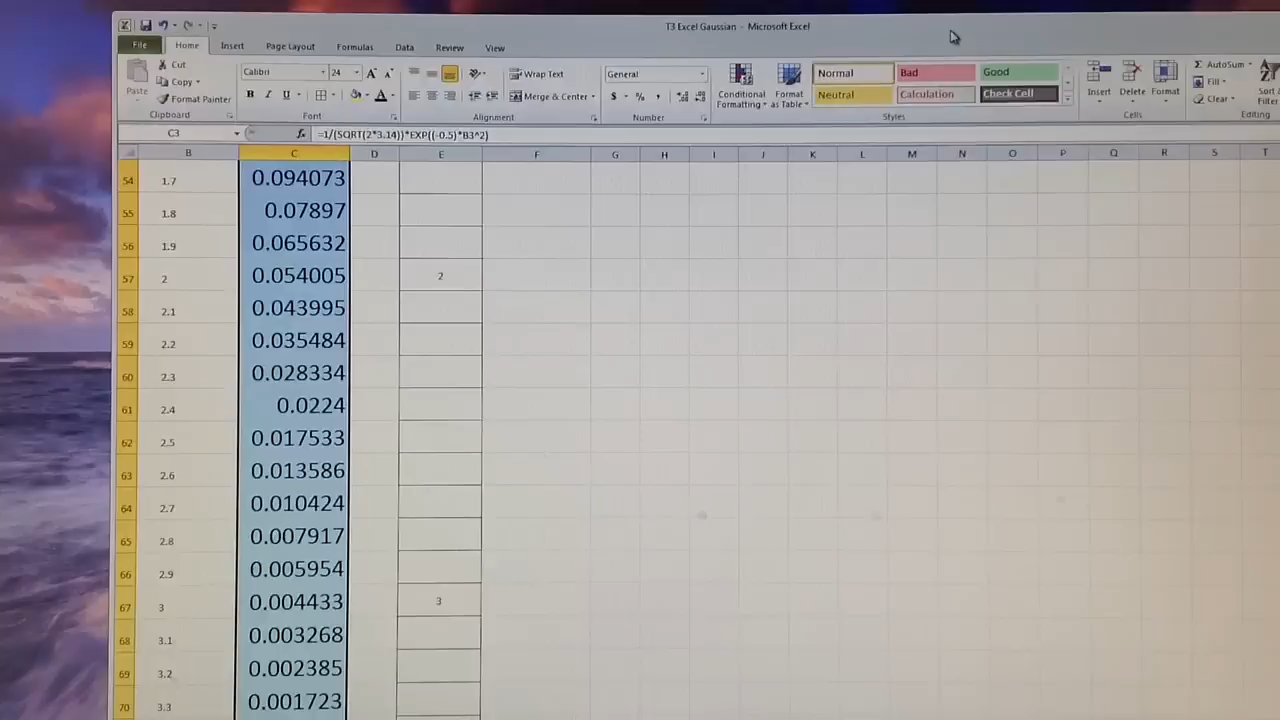 T3 Excel Gaussian - Microsoft Excel
File Home Insert Page Layout Formulas Data Review View
Cut
Copy
Format Painter
Paste
Clipboard
Calibri 24 A A
B I U A
Font
Wrap Text
Merge & Center
Alignment
General
$ % ,
Number
Conditional Formatting
Format as Table
Normal Bad Good
Neutral Calculation Check Cell
Styles
Insert Delete Format
Cells
Σ AutoSum
Fill
Clear
Sort &
Filter
Editing
C3 fx =1/(SQRT(2*3.14))*EXP((-0.5)*B3^2)
B C D E F G H I J K L M N O P Q R S T
54 1.7 0.094073
55 1.8 0.07897
56 1.9 0.065632
57 2 0.054005 2
58 2.1 0.043995
59 2.2 0.035484
60 2.3 0.028334
61 2.4 0.0224
62 2.5 0.017533
63 2.6 0.013586
64 2.7 0.010424
65 2.8 0.007917
66 2.9 0.005954
67 3 0.004433 3
68 3.1 0.003268
69 3.2 0.002385
70 3.3 0.001723